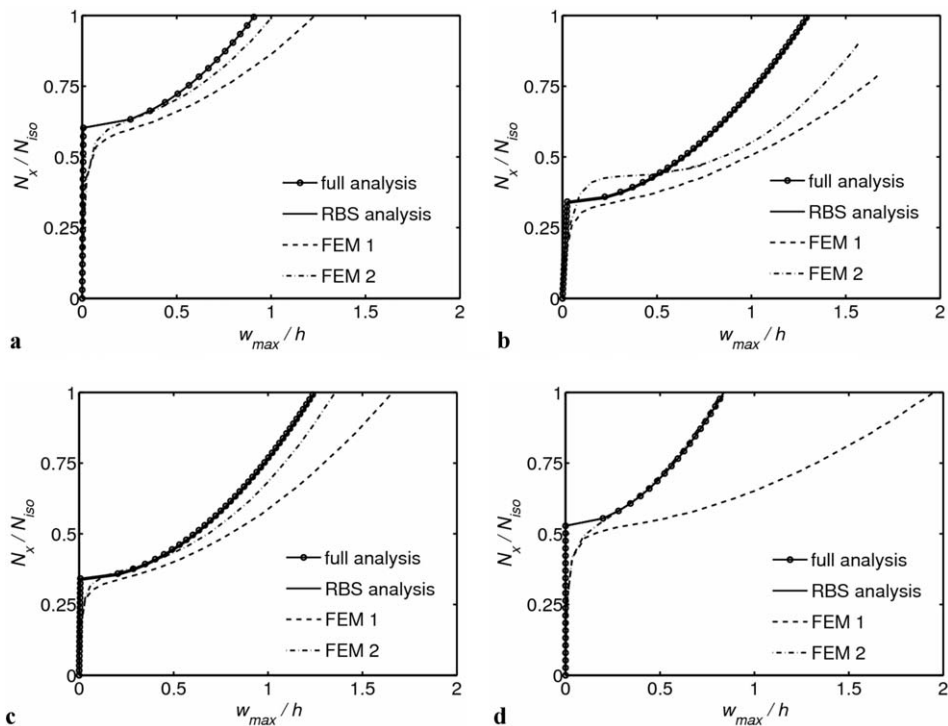 1
0.75
0.5
0.25
0
N_x / N_iso
full analysis
RBS analysis
FEM 1
FEM 2
0 0.5 1 1.5 2
w_max / h
a
1
0.75
0.5
0.25
0
N_x / N_iso
full analysis
RBS analysis
FEM 1
FEM 2
0 0.5 1 1.5 2
w_max / h
b
1
0.75
0.5
0.25
0
N_x / N_iso
full analysis
RBS analysis
FEM 1
FEM 2
0 0.5 1 1.5 2
w_max / h
c
1
0.75
0.5
0.25
0
N_x / N_iso
full analysis
RBS analysis
FEM 1
FEM 2
0 0.5 1 1.5 2
w_max / h
d